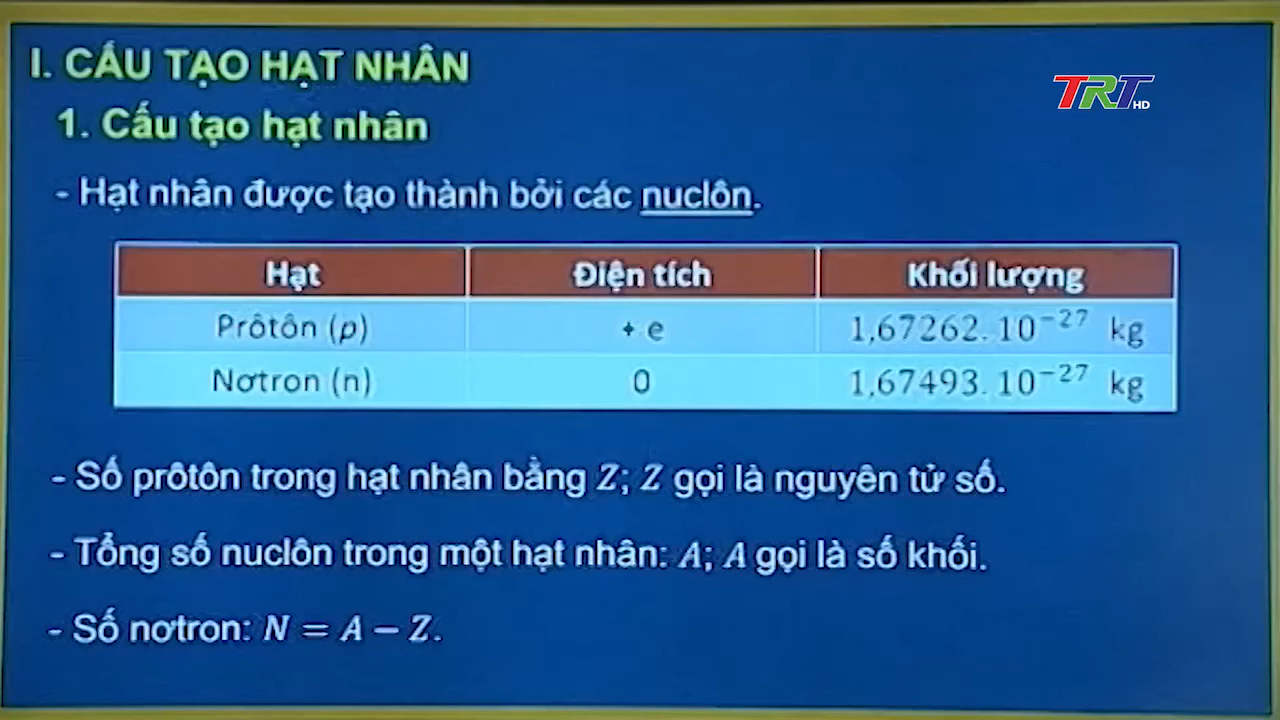 I. CẤU TẠO HẠT NHÂN
TRT HD
1. Cấu tạo hạt nhân
- Hạt nhân được tạo thành bởi các nuclôn.
Hạt Điện tích Khối lượng
Prôtôn (p) + e 1,67262. 10⁻²⁷ kg
Nơtron (n) 0 1,67493. 10⁻²⁷ kg
- Số prôtôn trong hạt nhân bằng Z; Z gọi là nguyên tử số.
- Tổng số nuclôn trong một hạt nhân: A; A gọi là số khối.
- Số nơtron: N = A − Z.